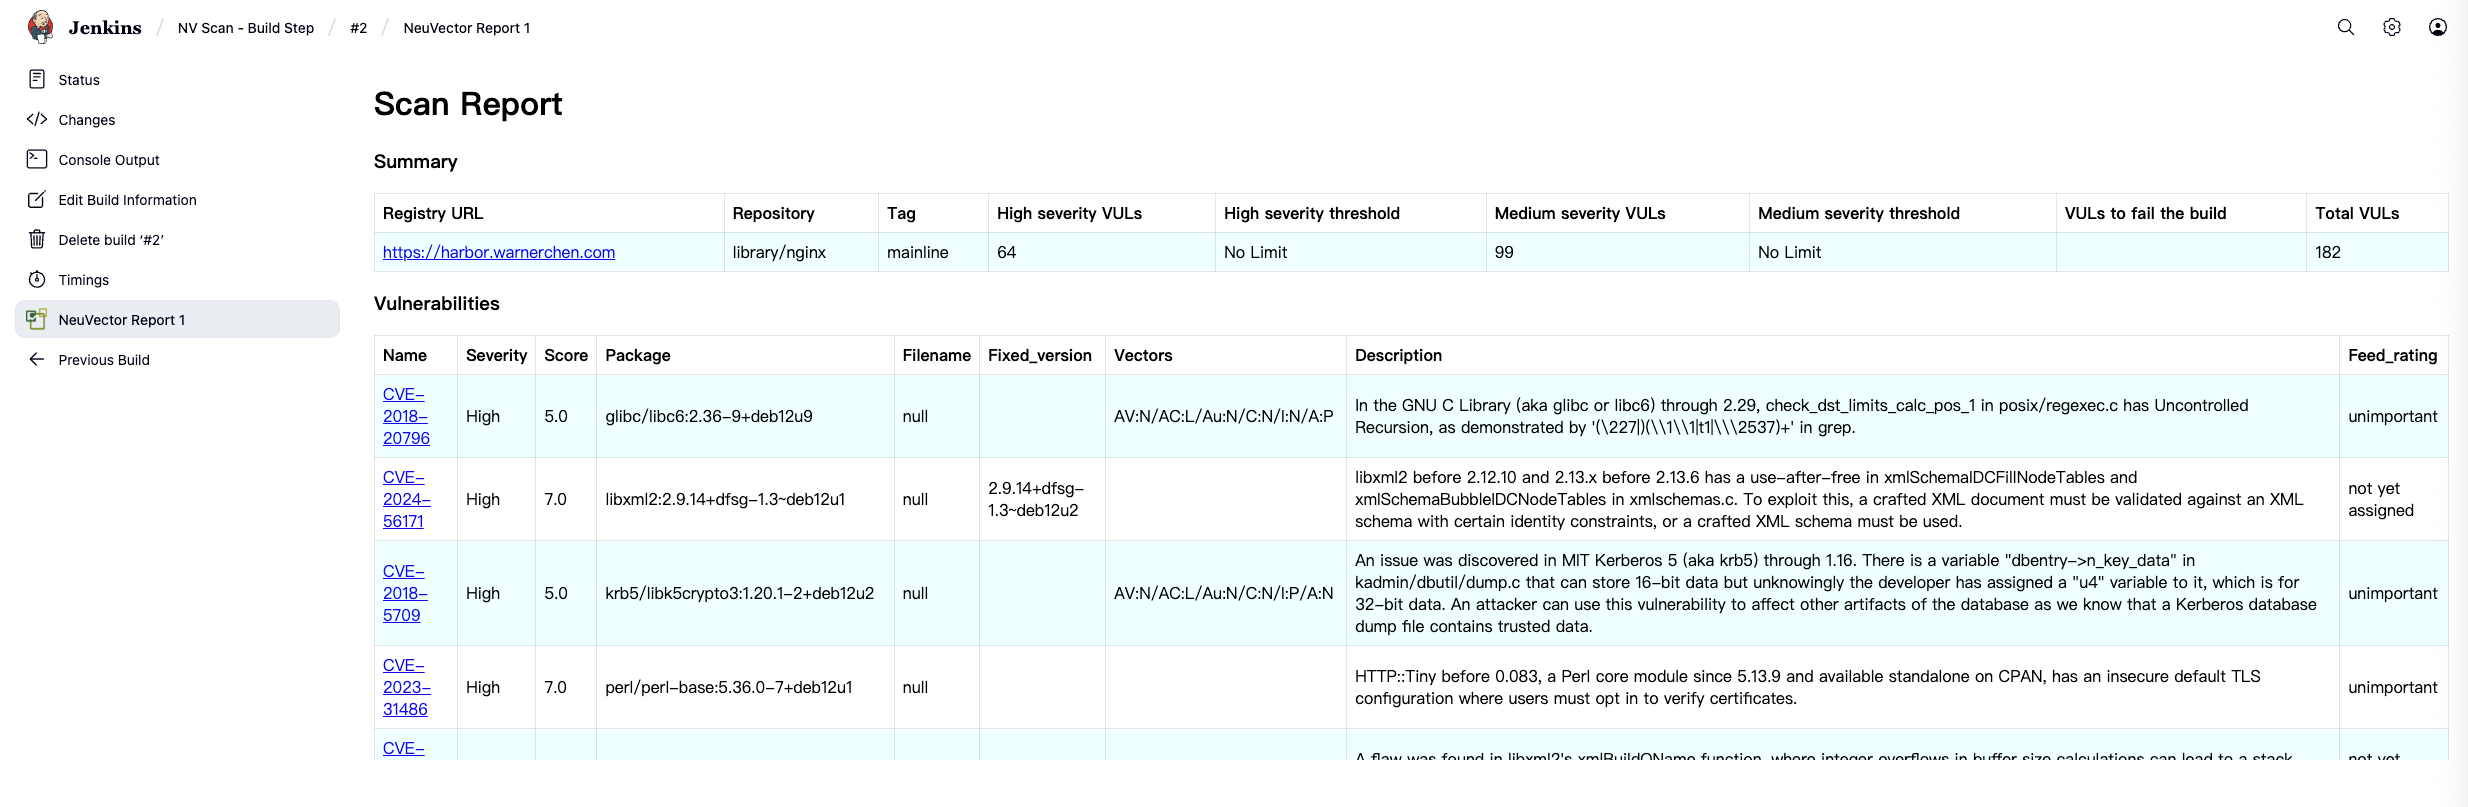 Jenkins / NV Scan - Build Step / #2 / NeuVector Report 1
Status
Changes
Console Output
Edit Build Information
Delete build ‘#2’
Timings
NeuVector Report 1
Previous Build
Scan Report
Summary
Registry URL Repository Tag High severity VULs High severity threshold Medium severity VULs Medium severity threshold VULs to fail the build Total VULs
https://harbor.warnerchen.com library/nginx mainline 64 No Limit 99 No Limit 182
Vulnerabilities
Name Severity Score Package Filename Fixed_version Vectors Description Feed_rating
CVE-
2018-
20796
High 5.0 glibc/libc6:2.36-9+deb12u9 null AV:N/AC:L/Au:N/C:N/I:N/A:P
In the GNU C Library (aka glibc or libc6) through 2.29, check_dst_limits_calc_pos_1 in posix/regexec.c has Uncontrolled
Recursion, as demonstrated by '(\227|)(\\1\\1|t1|\\\2537)+' in grep.
unimportant
CVE-
2024-
56171
High 7.0 libxml2:2.9.14+dfsg-1.3~deb12u1 null
2.9.14+dfsg-
1.3~deb12u2
libxml2 before 2.12.10 and 2.13.x before 2.13.6 has a use-after-free in xmlSchemaIDCFillNodeTables and
xmlSchemaBubbleIDCNodeTables in xmlschemas.c. To exploit this, a crafted XML document must be validated against an XML
schema with certain identity constraints, or a crafted XML schema must be used.
not yet
assigned
CVE-
2018-
5709
High 5.0 krb5/libk5crypto3:1.20.1-2+deb12u2 null AV:N/AC:L/Au:N/C:N/I:P/A:N
An issue was discovered in MIT Kerberos 5 (aka krb5) through 1.16. There is a variable "dbentry->n_key_data" in
kadmin/dbutil/dump.c that can store 16-bit data but unknowingly the developer has assigned a "u4" variable to it, which is for
32-bit data. An attacker can use this vulnerability to affect other artifacts of the database as we know that a Kerberos database
dump file contains trusted data.
unimportant
CVE-
2023-
31486
High 7.0 perl/perl-base:5.36.0-7+deb12u1 null
HTTP::Tiny before 0.083, a Perl core module since 5.13.9 and available standalone on CPAN, has an insecure default TLS
configuration where users must opt in to verify certificates.
unimportant
CVE-
A flaw was found in libxml2's xmlBuildQName function, where integer overflows in buffer size calculations can lead to a stack-
not yet